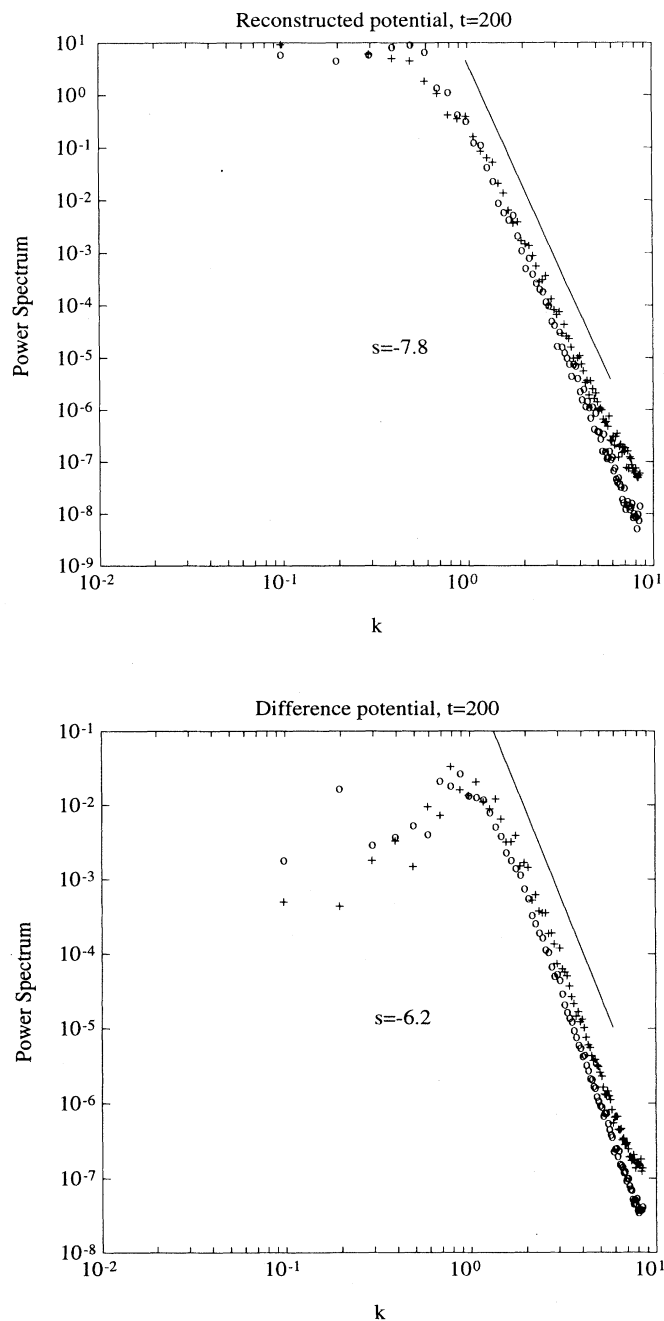 Reconstructed potential, t=200
10^1
10^0
10^-1
10^-2
10^-3
10^-4
10^-5
10^-6
10^-7
10^-8
10^-9
Power Spectrum
s=-7.8
10^-2 10^-1 10^0 10^1
k
Difference potential, t=200
10^-1
10^-2
10^-3
10^-4
10^-5
10^-6
10^-7
10^-8
Power Spectrum
s=-6.2
10^-2 10^-1 10^0 10^1
k